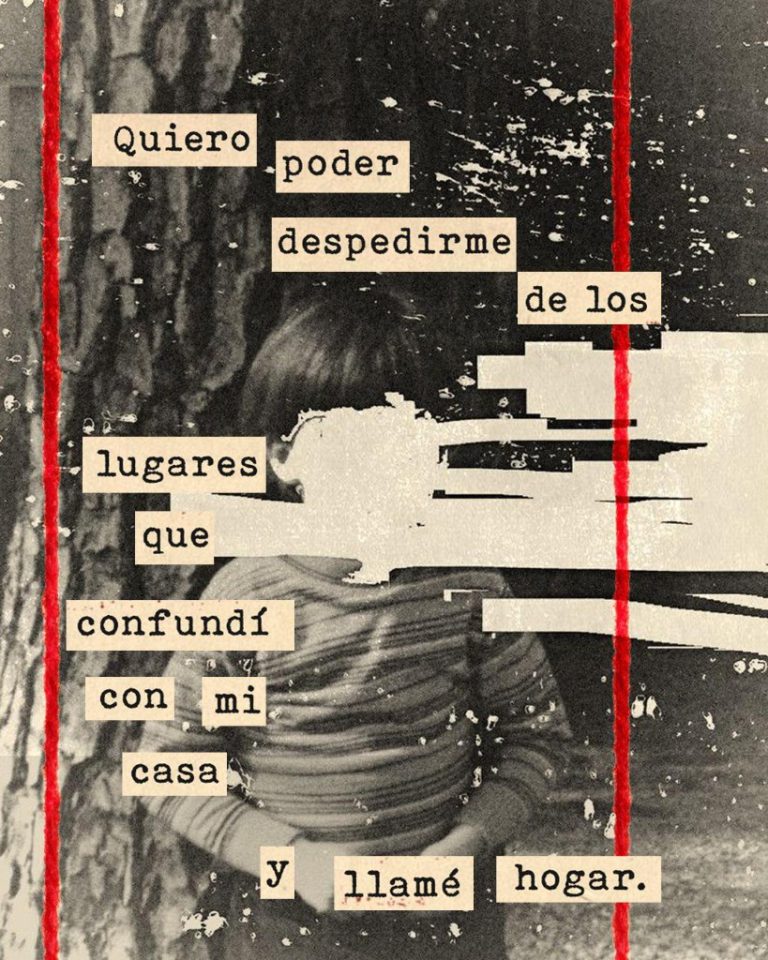 Quiero
poder
despedirme
de los
lugares
que
confundí
con mi
casa
y llamé hogar.